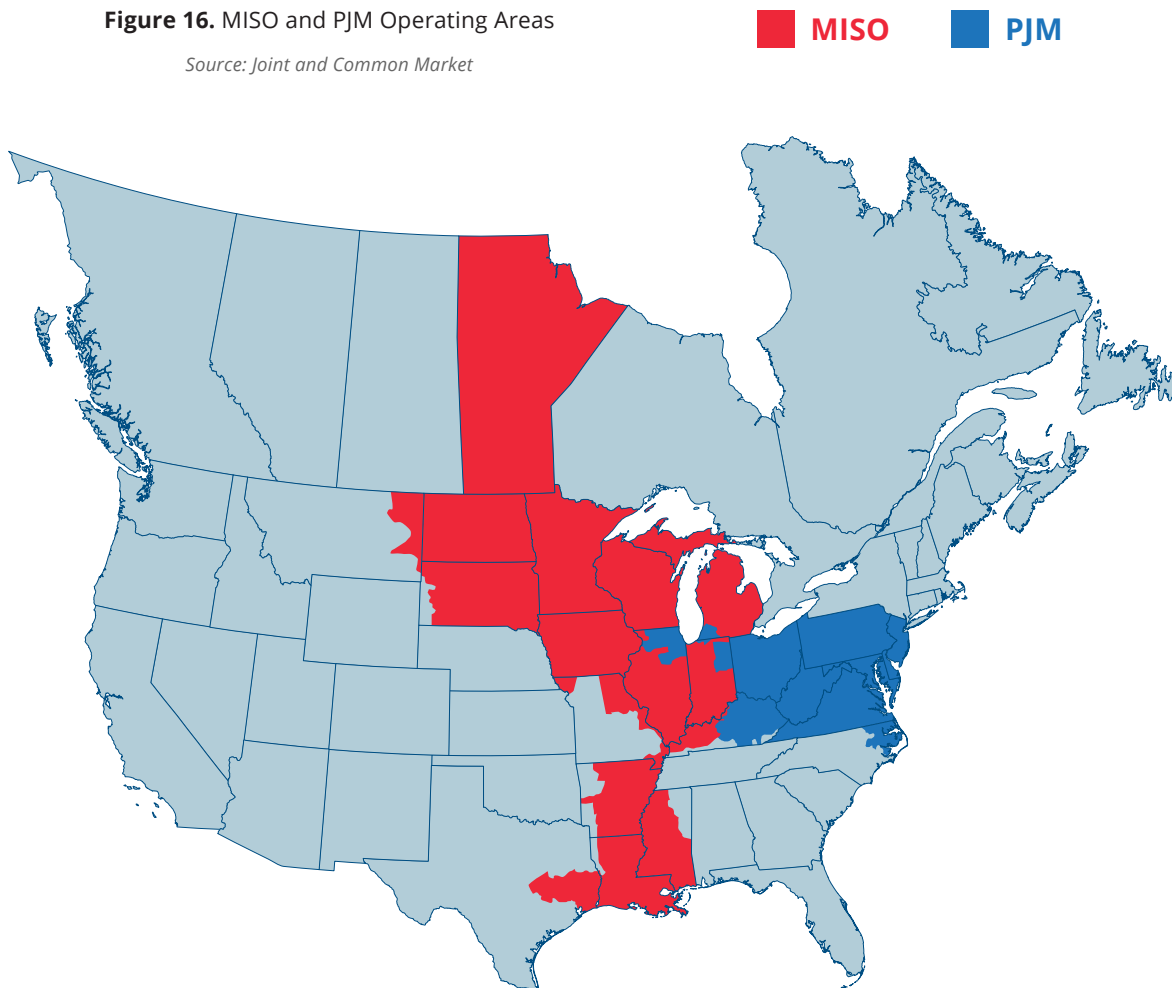 Figure 16. MISO and PJM Operating Areas
Source: Joint and Common Market
MISO
PJM